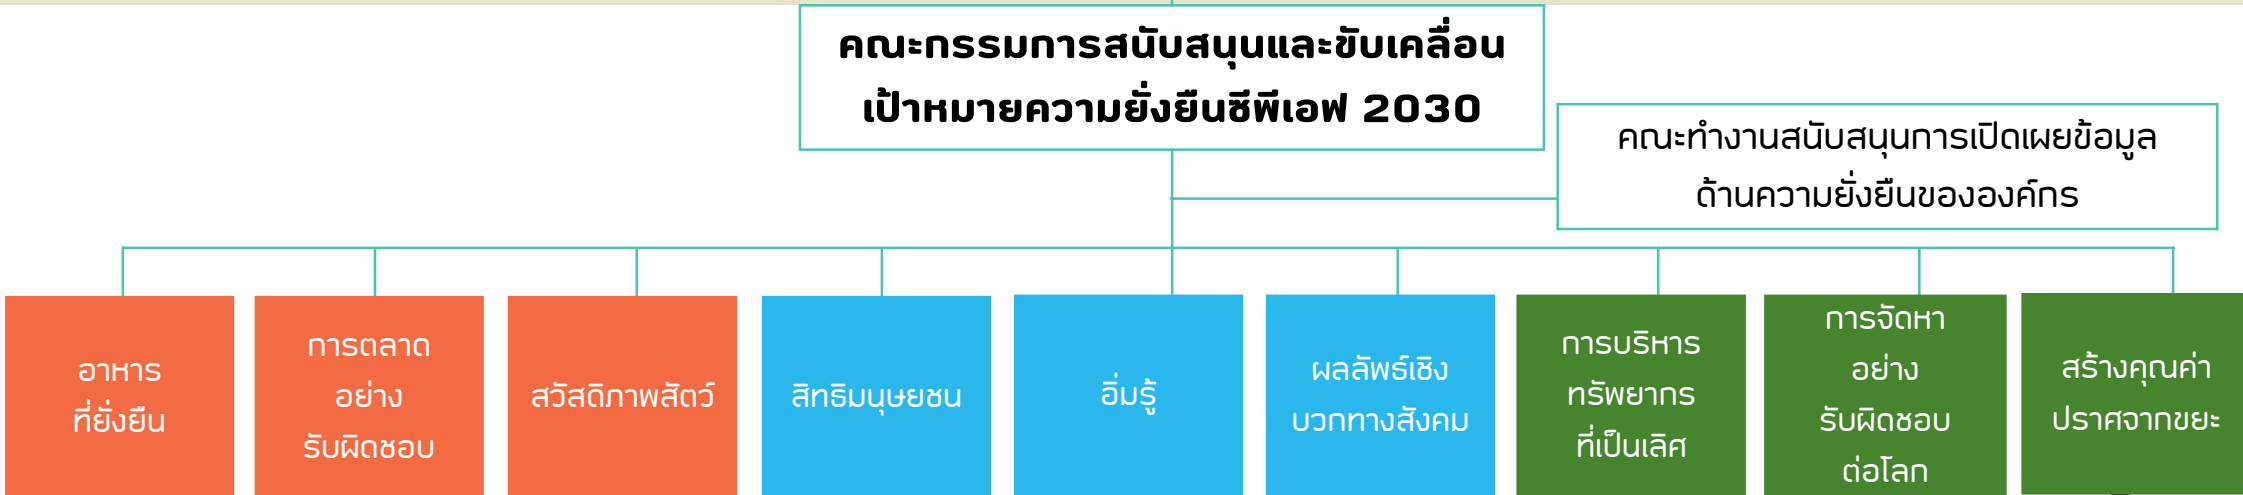 คณะกรรมการสนับสนุนและขับเคลื่อน
เป้าหมายความยั่งยืนซีพีเอฟ 2030
คณะทำงานสนับสนุนการเปิดเผยข้อมูล
ด้านความยั่งยืนขององค์กร
อาหาร
ที่ยั่งยืน
การตลาด
อย่าง
รับผิดชอบ
สวัสดิภาพสัตว์
สิทธิมนุษยชน
อิ่มรู้
ผลลัพธ์เชิง
บวกทางสังคม
การบริหาร
ทรัพยากร
ที่เป็นเลิศ
การจัดหา
อย่าง
รับผิดชอบ
ต่อโลก
สร้างคุณค่า
ปราศจากขยะ